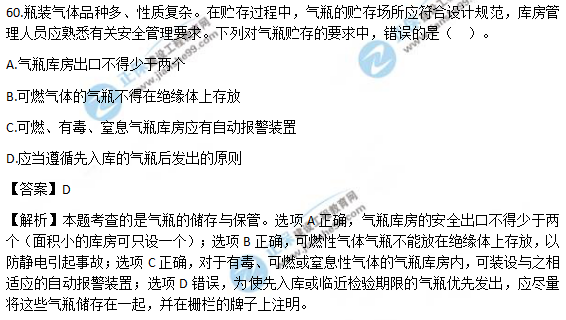 60.瓶装气体品种多、性质复杂。在贮存过程中，气瓶的贮存场所应符合设计规范，库房管
理人员应熟悉有关安全管理要求。下列对气瓶贮存的要求中，错误的是（　）。
A.气瓶库房出口不得少于两个
B.可燃气体的气瓶不得在绝缘体上存放
C.可燃、有毒、窒息气瓶库房应有自动报警装置
D.应当遵循先入库的气瓶后发出的原则
【答案】D
【解析】本题考查的是气瓶的储存与保管。选项 A 正确，气瓶库房的安全出口不得少于两
个（面积小的库房可只设一个）；选项 B 正确，可燃性气体气瓶不能放在绝缘体上存放，以
防静电引起事故；选项 C 正确，对于有毒、可燃或窒息性气体的气瓶库房内，可装设与之相
适应的自动报警装置；选项 D 错误，为使先入库或临近检验期限的气瓶优先发出，应尽量
将这些气瓶储存在一起，并在栅栏的牌子上注明。